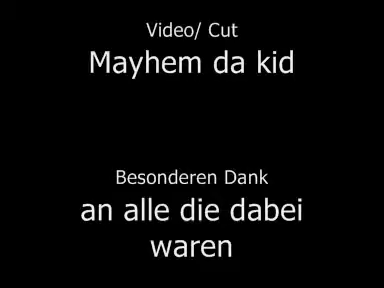 Video/ Cut
Mayhem da kid
Besonderen Dank
an alle die dabei
waren